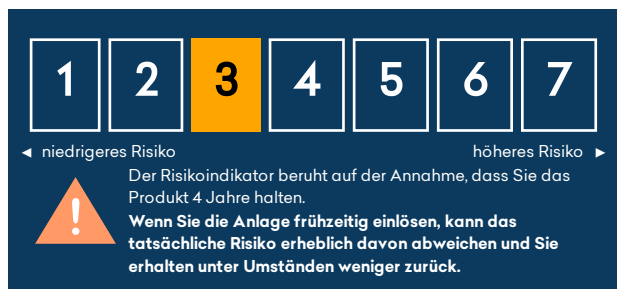 1 2 3 4 5 6 7
◄ niedrigeres Risiko höheres Risiko ►
Der Risikoindikator beruht auf der Annahme, dass Sie das
Produkt 4 Jahre halten.
Wenn Sie die Anlage frühzeitig einlösen, kann das
tatsächliche Risiko erheblich davon abweichen und Sie
erhalten unter Umständen weniger zurück.